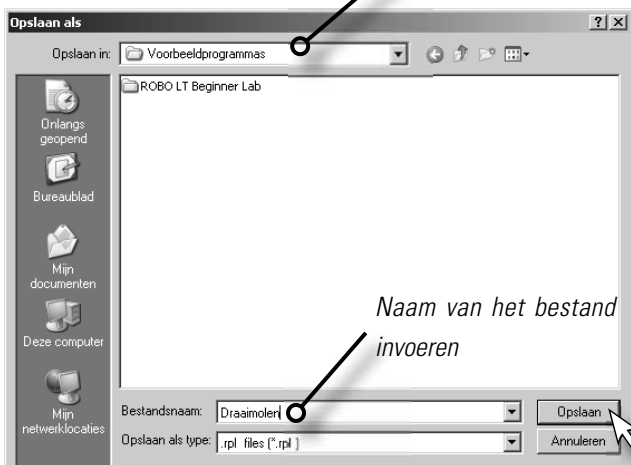 Opslaan als
Opslaan in: Voorbeeldprogrammas
ROBO LT Beginner Lab
Onlangs
geopend
Bureaublad
Mijn
documenten
Deze computer
Mijn
netwerklocaties
Naam van het bestand
invoeren
Bestandsnaam: Draaimolen Opslaan
Opslaan als type: .rpl files (*.rpl ) Annuleren